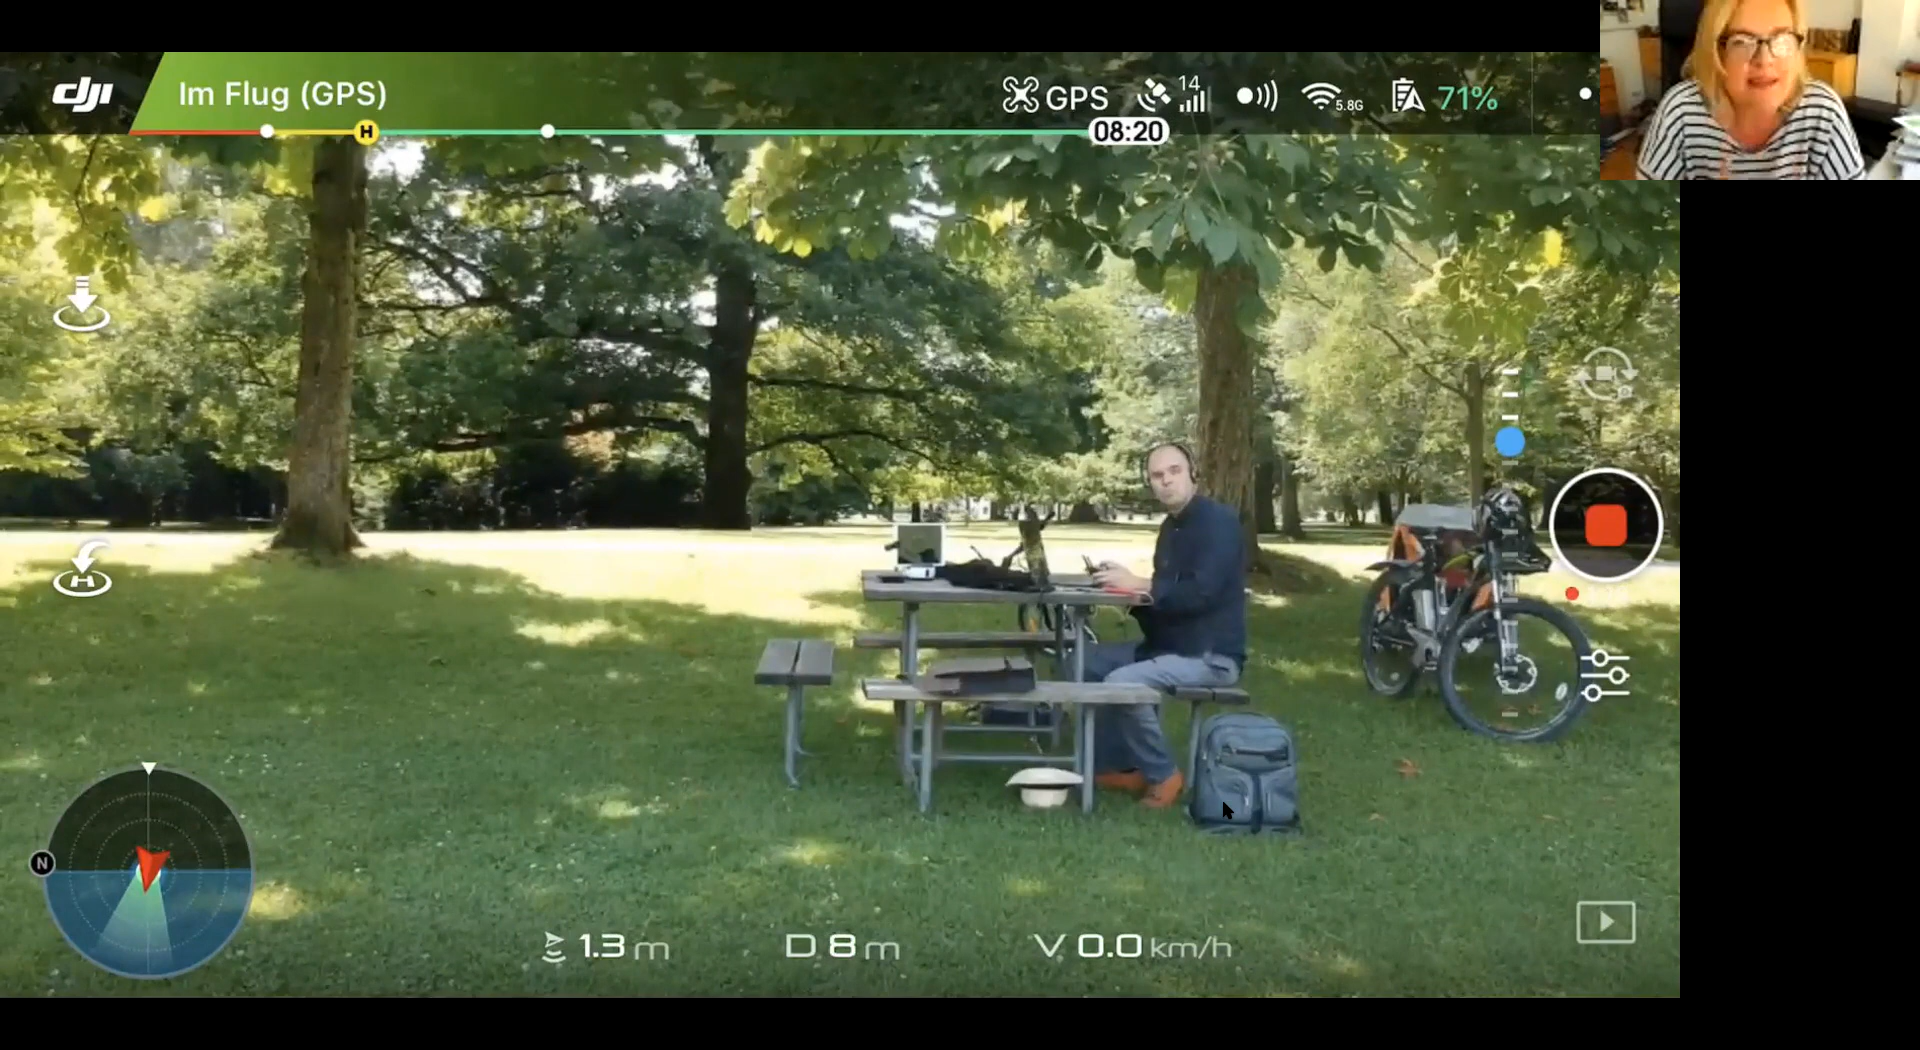 dji
Im Flug (GPS)
GPS
14
5.8G
71%
H
08:20
H
N
1.3 m
D 8 m
V 0.0 km/h